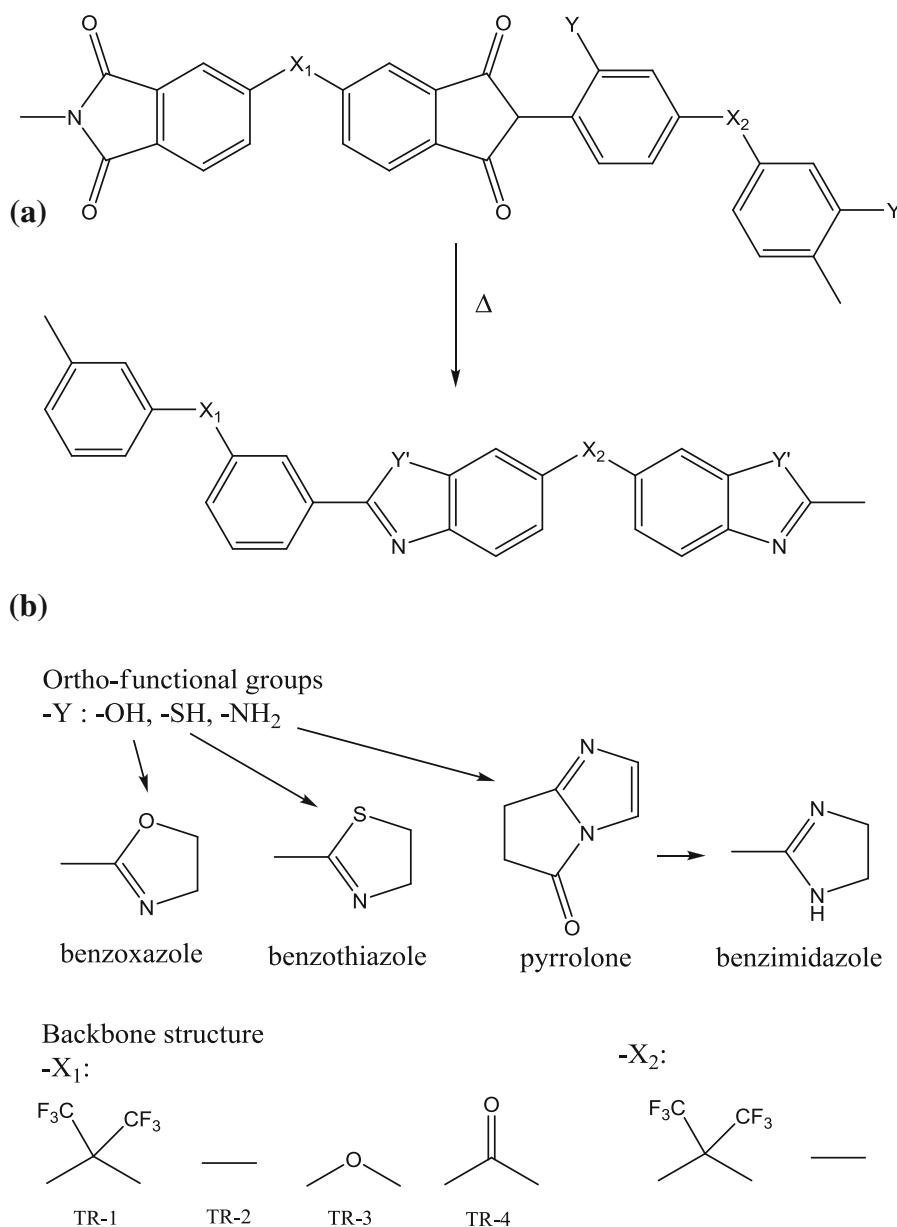 O O Y
X₁ X₂
N
O O Y
(a)
Δ
X₁ Y' X₂ Y'
N N
(b)
Ortho-functional groups
-Y : -OH, -SH, -NH₂
O S N N
N N N N
O H
benzoxazole benzothiazole pyrrolone benzimidazole
Backbone structure
-X₁: -X₂:
F₃C CF₃ O O F₃C CF₃
TR-1 TR-2 TR-3 TR-4